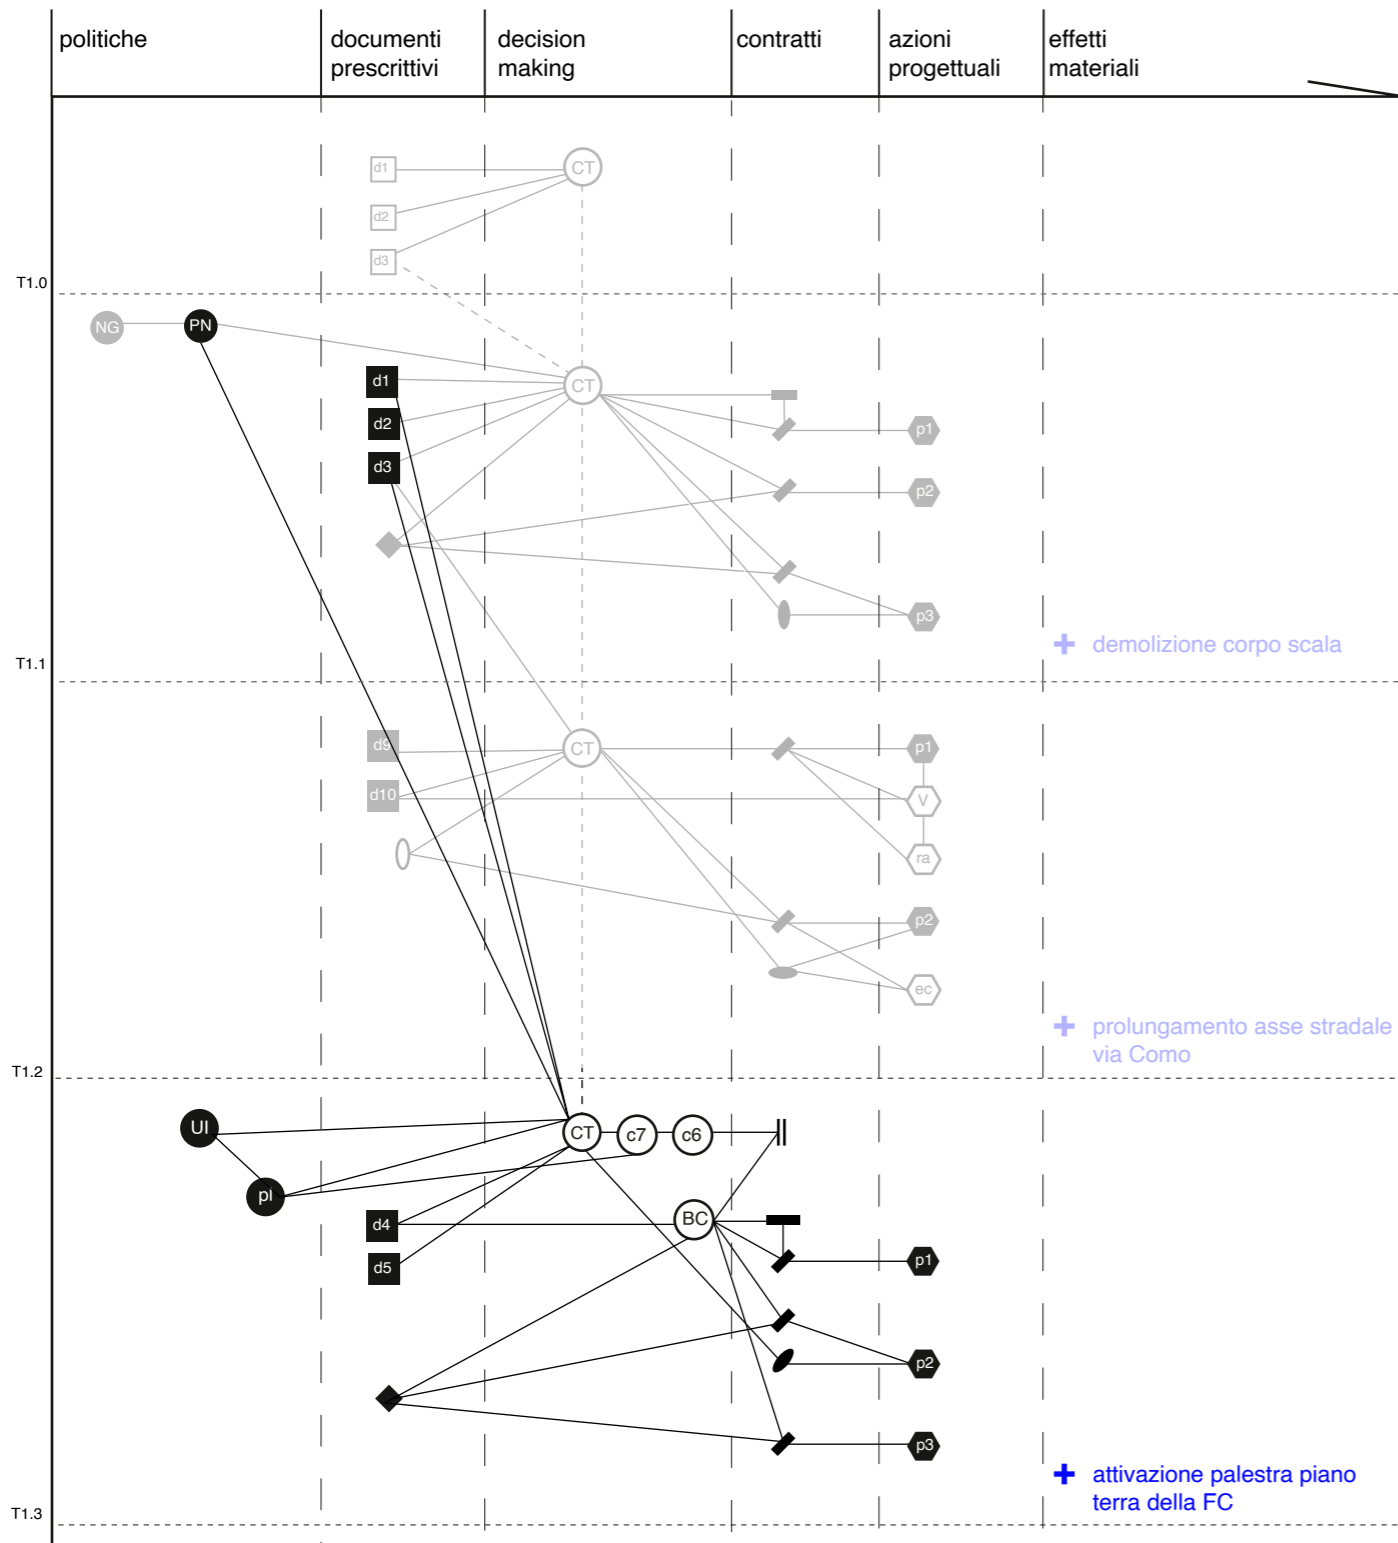 politiche
documenti
prescrittivi
decision
making
contratti
azioni
progettuali
effetti
materiali
d1
CT
d2
d3
T1.0
NG
PN
d1
CT
d2
p1
d3
p2
p3
demolizione corpo scala
T1.1
d9
CT
p1
d10
V
ra
p2
ec
prolungamento asse stradale
via Como
T1.2
UI
CT
c7
c6
pl
d4
BC
d5
p1
p2
p3
attivazione palestra piano
terra della FC
T1.3